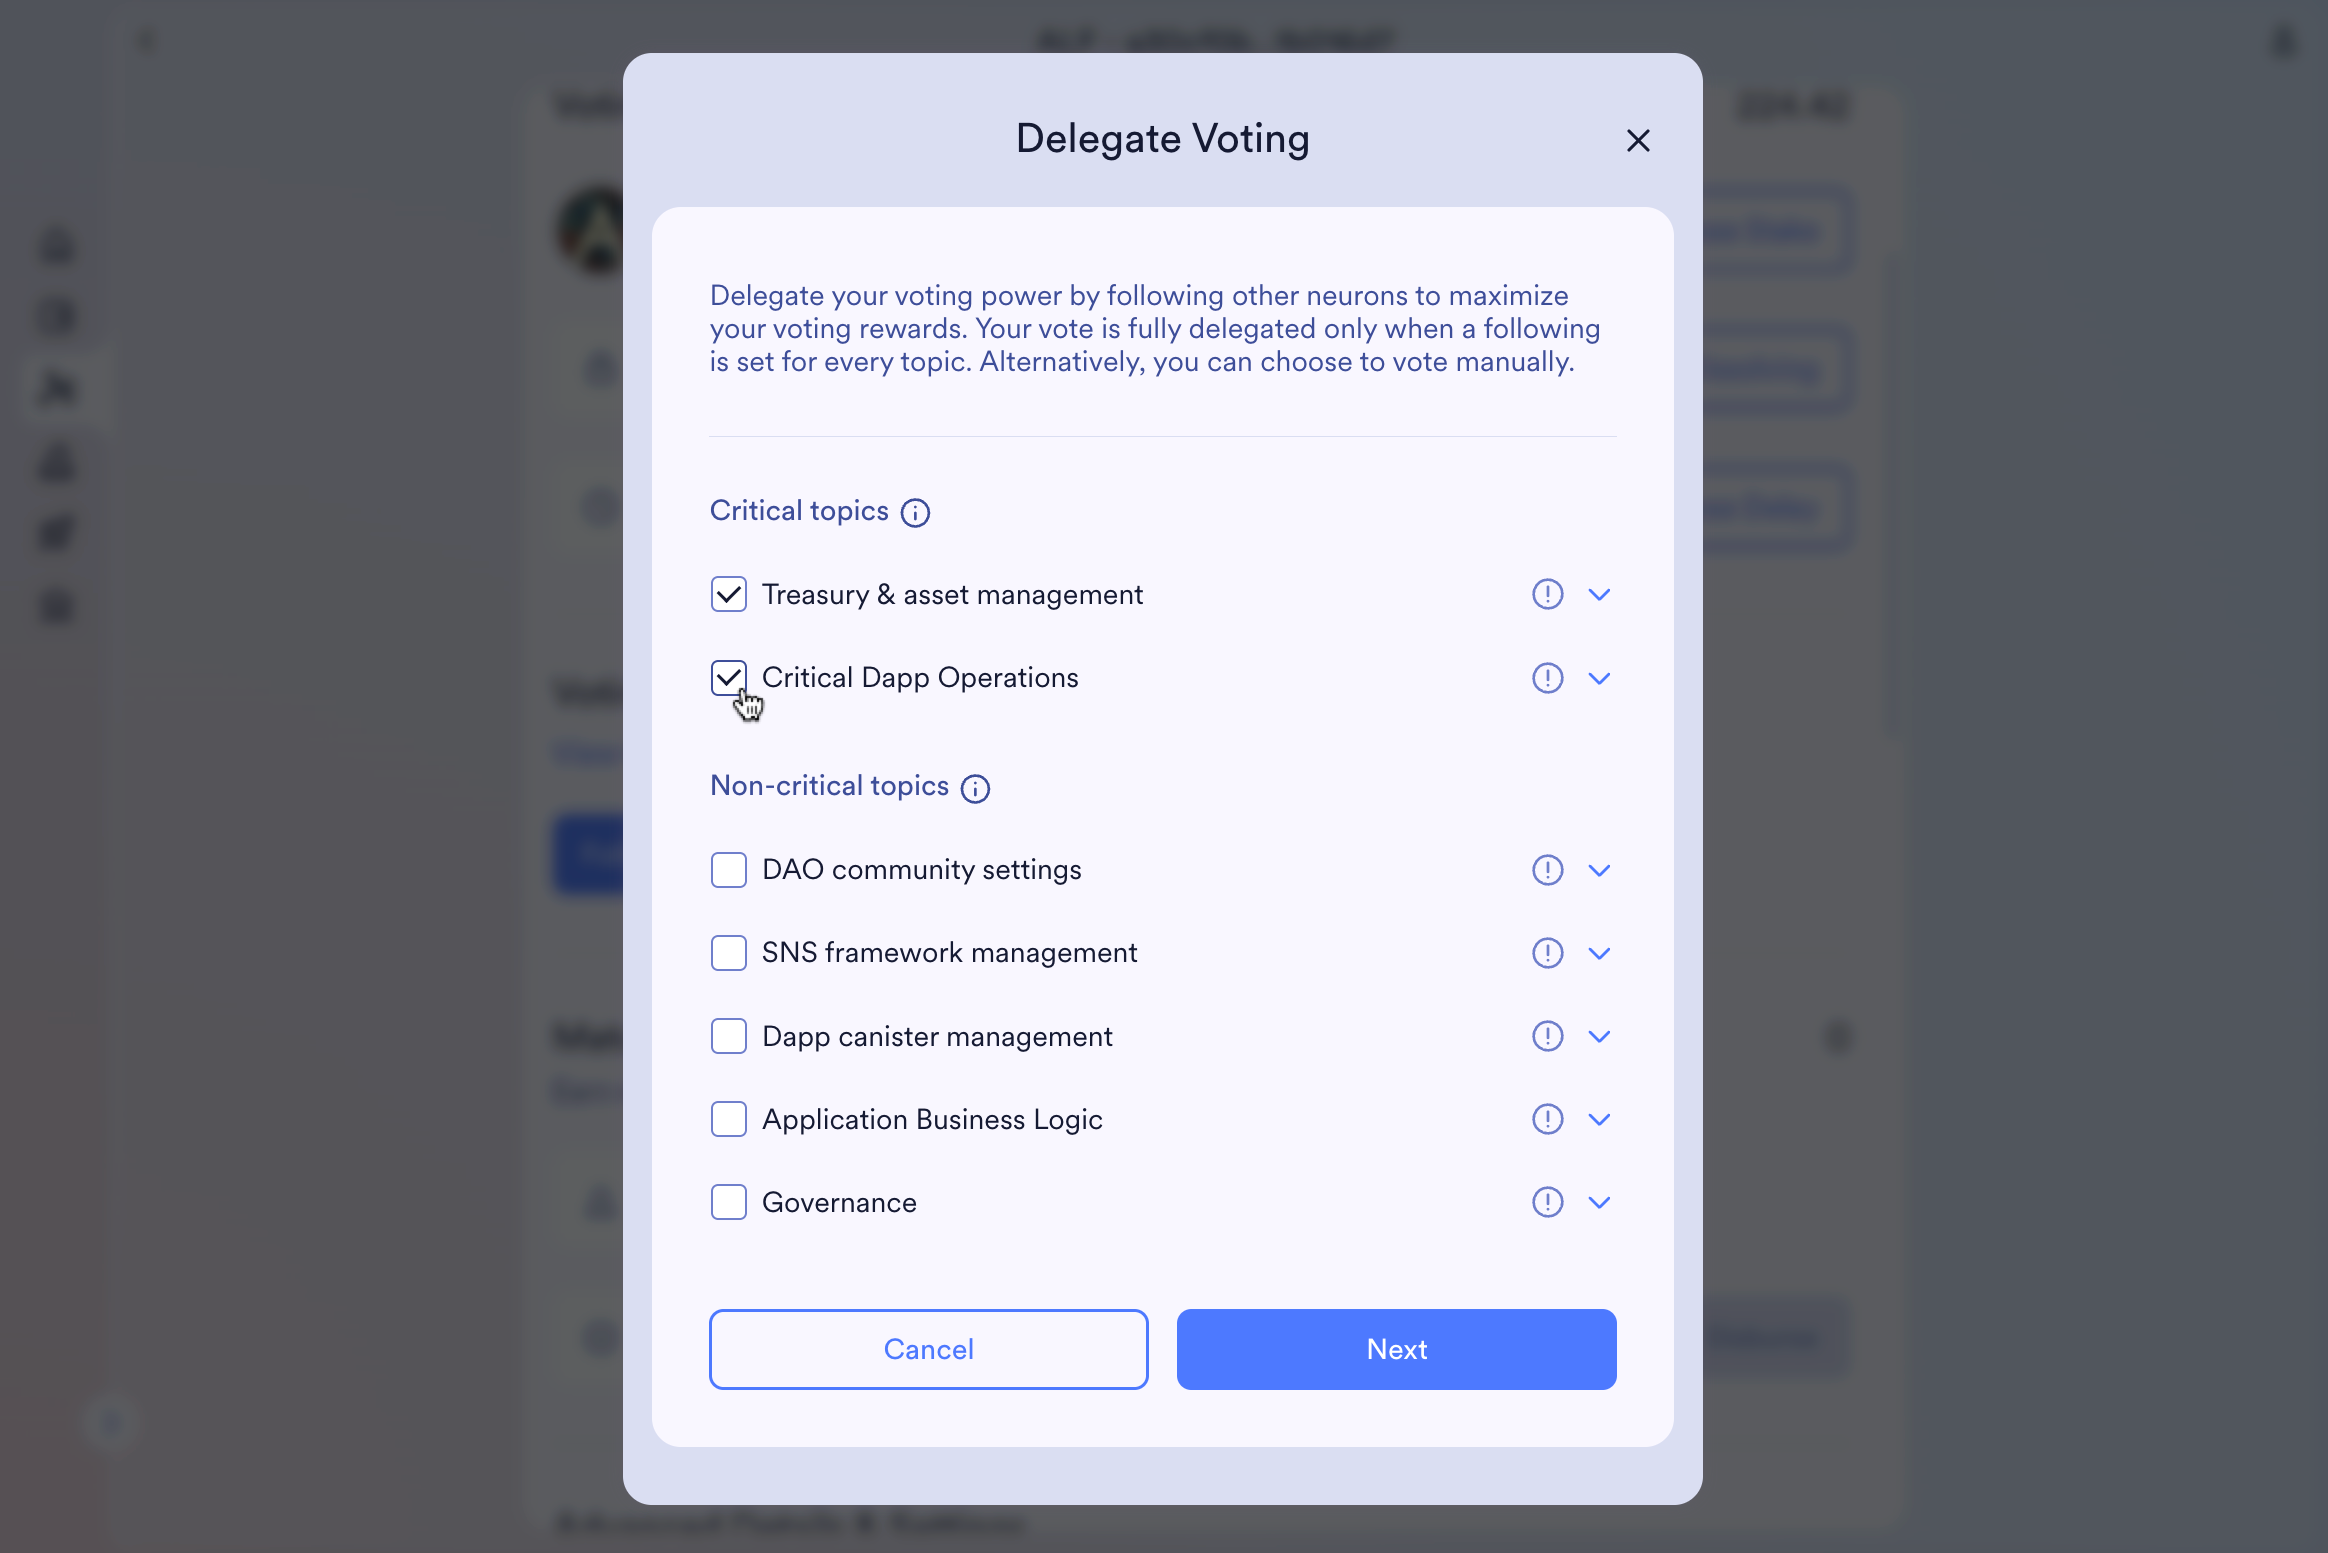 Delegate Voting
Delegate your voting power by following other neurons to maximize
your voting rewards. Your vote is fully delegated only when a following
is set for every topic. Alternatively, you can choose to vote manually.
Critical topics
Treasury & asset management
Critical Dapp Operations
Non-critical topics
DAO community settings
SNS framework management
Dapp canister management
Application Business Logic
Governance
Cancel
Next